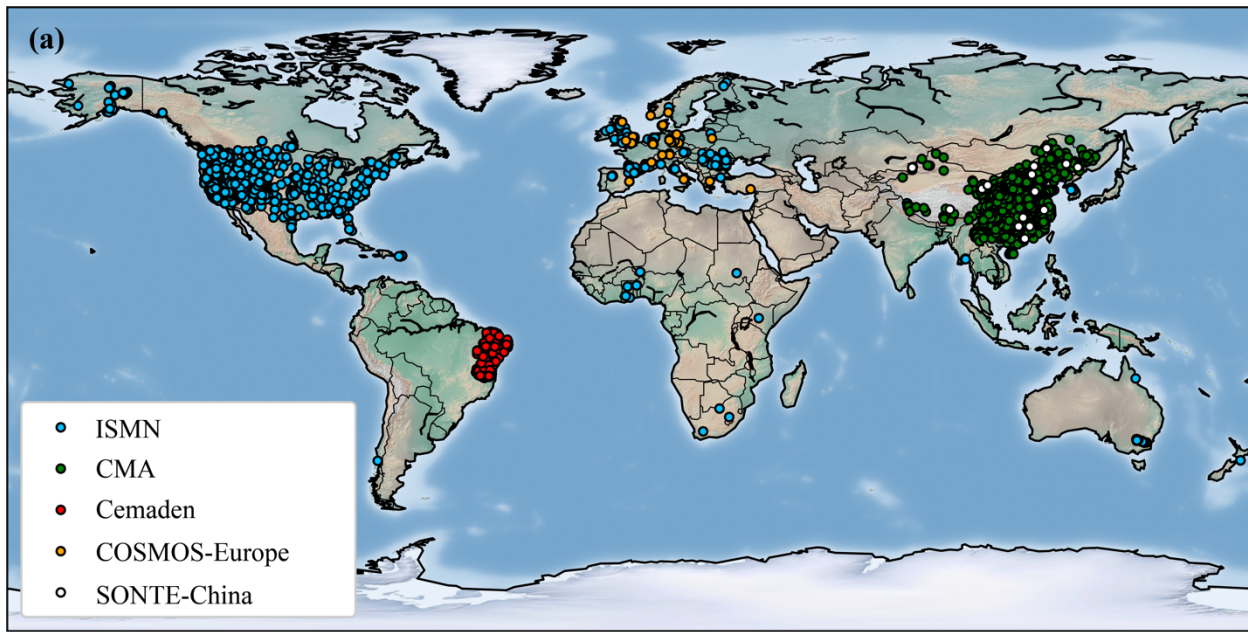 (a)
ISMN
CMA
Cemaden
COSMOS-Europe
SONTE-China